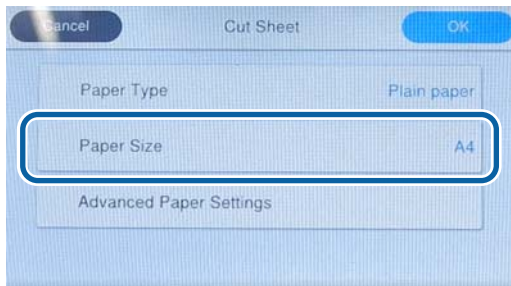 Cancel Cut Sheet OK
Paper Type Plain paper
Paper Size A4
Advanced Paper Settings